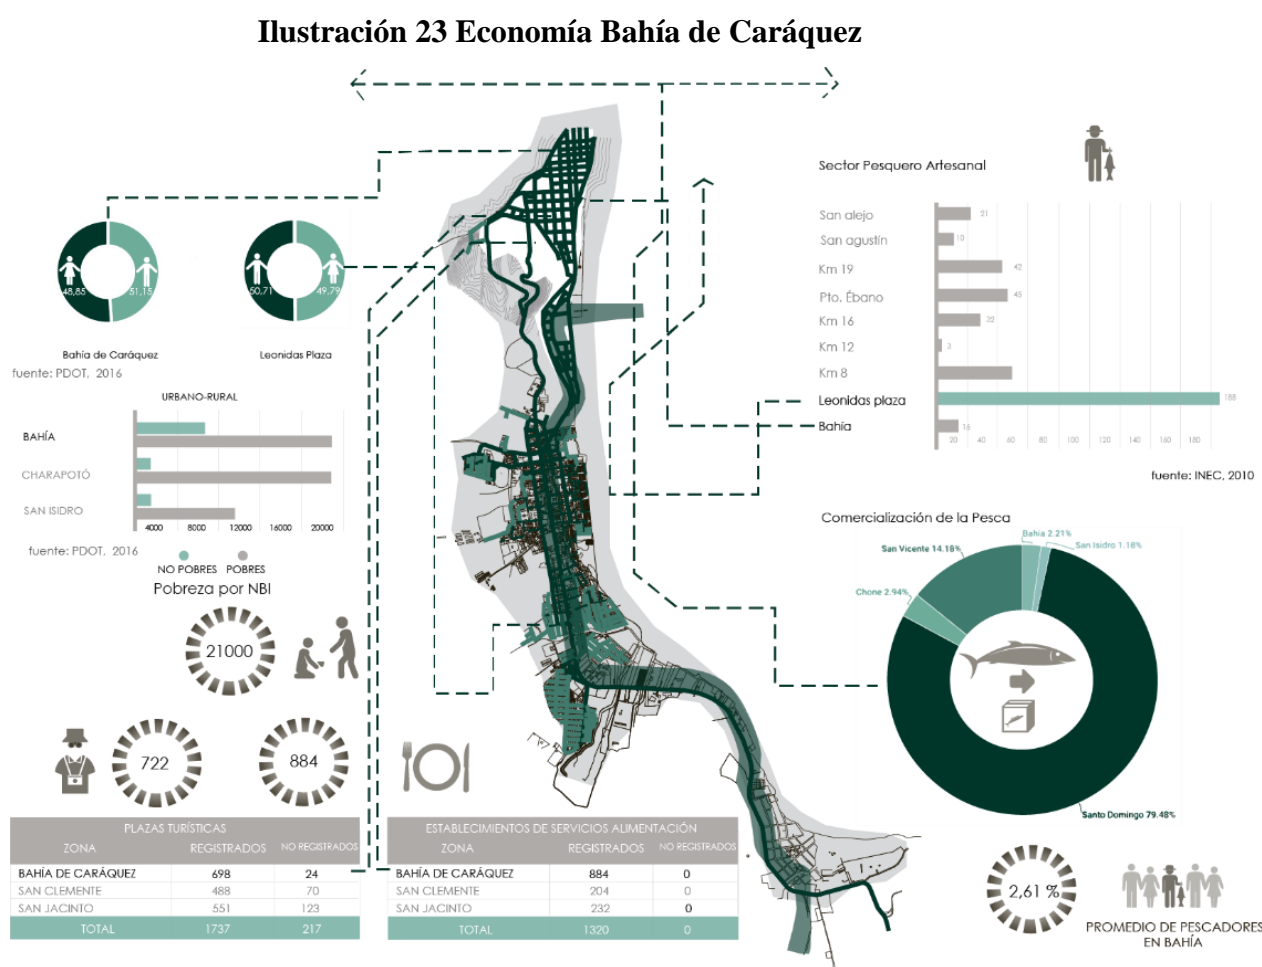 Ilustración 23 Economía Bahía de Caráquez
48,85
51,15
50,71
49,79
Bahía de Caráquez
Leonidas Plaza
fuente: PDOT, 2016
URBANO-RURAL
BAHÍA
CHARAPOTÓ
SAN ISIDRO
4000 8000 12000 16000 20000
fuente: PDOT, 2016
NO POBRES POBRES
Pobreza por NBI
21000
722
884
PLAZAS TURÍSTICAS
ZONA REGISTRADOS NO REGISTRADOS
BAHÍA DE CARÁQUEZ 698 24
SAN CLEMENTE 488 70
SAN JACINTO 551 123
TOTAL 1737 217
ESTABLECIMIENTOS DE SERVICIOS ALIMENTACIÓN
ZONA REGISTRADOS NO REGISTRADOS
BAHÍA DE CARÁQUEZ 884 0
SAN CLEMENTE 204 0
SAN JACINTO 232 0
TOTAL 1320 0
Sector Pesquero Artesanal
San alejo 21
San agustín 10
Km 19 42
Pto. Ébano 45
Km 16
Km 12 3
Km 8
Leonidas plaza 188
Bahía 16
20 40 60 80 100 120 140 160 180
fuente: INEC, 2010
Comercialización de la Pesca
Bahía 2.21%
San Isidro 1.18%
San Vicente 14.18%
Chone 2.94%
Santo Domingo 79.48%
2,61 %
PROMEDIO DE PESCADORES
EN BAHÍA